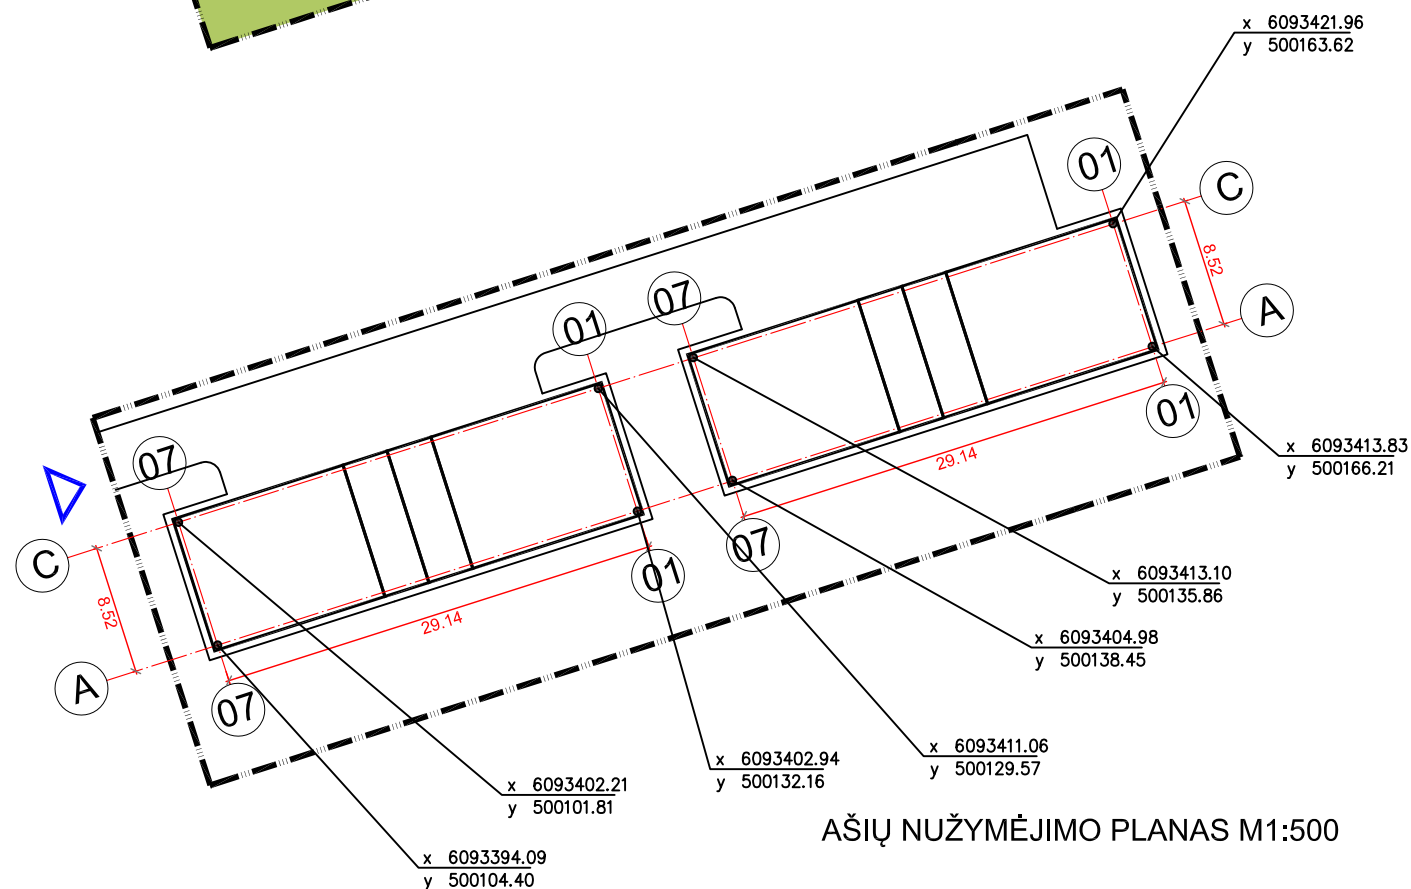 x 6093421.96
y 500163.62
01
C
8.52
07
A
01
01
x 6093413.83
y 500166.21
07
29.14
C
07
x 6093413.10
y 500135.86
01
8.52
29.14
x 6093404.98
y 500138.45
A
07
x 6093411.06
y 500129.57
x 6093402.94
y 500132.16
x 6093402.21
y 500101.81
AŠIŲ NUŽYMĖJIMO PLANAS M1:500
x 6093394.09
y 500104.40